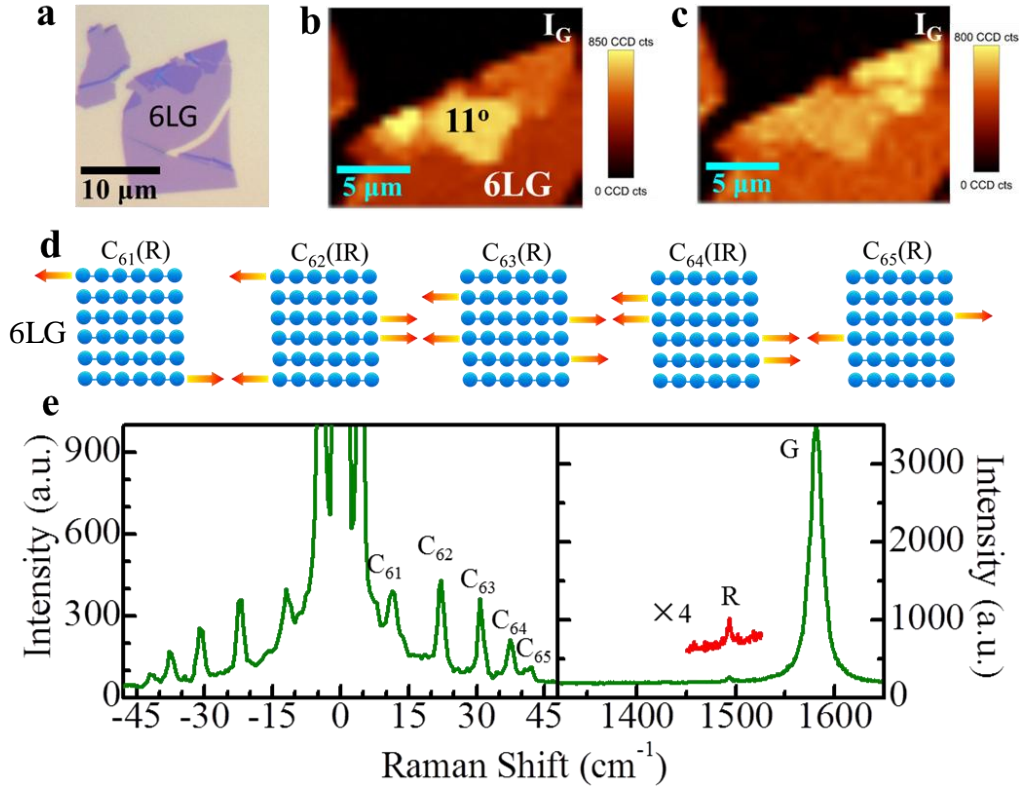 a
6LG
10 μm
b
I_G
850 CCD cts
11°
5 μm
6LG
0 CCD cts
c
I_G
800 CCD cts
5 μm
0 CCD cts
d
C₆₁(R)
C₆₂(IR)
C₆₃(R)
C₆₄(IR)
C₆₅(R)
6LG
e
Intensity (a.u.)
900
600
300
0
C₆₁
C₆₂
C₆₃
C₆₄
C₆₅
×4
R
G
3000
2000
1000
0
Intensity (a.u.)
-45 -30 -15 0 15 30 45
1400 1500 1600
Raman Shift (cm⁻¹)